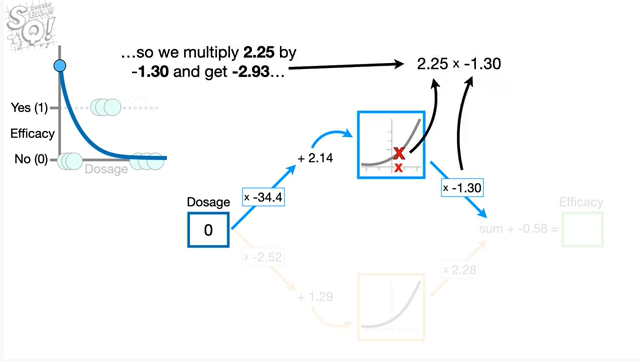 StatQuest!
…so we multiply 2.25 by
-1.30 and get -2.93…
2.25 x -1.30
Yes (1)
Efficacy
No (0)
Dosage
+ 2.14
x -34.4
x -1.30
Dosage
0
Efficacy
sum + -0.58 =
x -2.52
x 2.28
+ 1.29
x
x